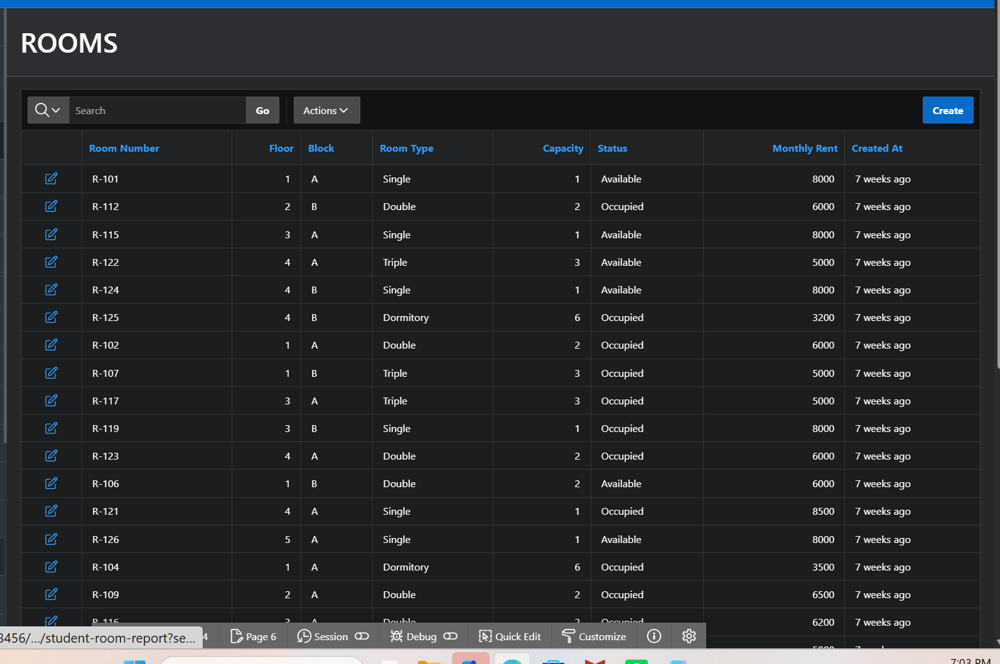 ROOMS
Search Go Actions Create
Room Number Floor Block Room Type Capacity Status Monthly Rent Created At
R-101 1 A Single 1 Available 8000 7 weeks ago
R-112 2 B Double 2 Occupied 6000 7 weeks ago
R-115 3 A Single 1 Available 8000 7 weeks ago
R-122 4 A Triple 3 Available 5000 7 weeks ago
R-124 4 B Single 1 Available 8000 7 weeks ago
R-125 4 B Dormitory 6 Occupied 3200 7 weeks ago
R-102 1 A Double 2 Occupied 6000 7 weeks ago
R-107 1 B Triple 3 Occupied 5000 7 weeks ago
R-117 3 A Triple 3 Occupied 5000 7 weeks ago
R-119 3 B Single 1 Occupied 8000 7 weeks ago
R-123 4 A Double 2 Occupied 6000 7 weeks ago
R-106 1 B Double 2 Available 6000 7 weeks ago
R-121 4 A Single 1 Occupied 8500 7 weeks ago
R-126 5 A Single 1 Available 8000 7 weeks ago
R-104 1 A Dormitory 6 Occupied 3500 7 weeks ago
R-109 2 A Double 2 Occupied 6500 7 weeks ago
R-116 3 A Double 2 Occupied 6200 7 weeks ago
3456/.../student-room-report?se... 4 Page 6 Session Debug Quick Edit Customize
7:03 PM